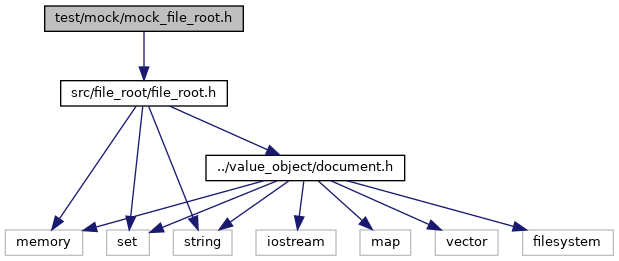 test/mock/mock_file_root.h
src/file_root/file_root.h
../value_object/document.h
memory
set
string
iostream
map
vector
filesystem